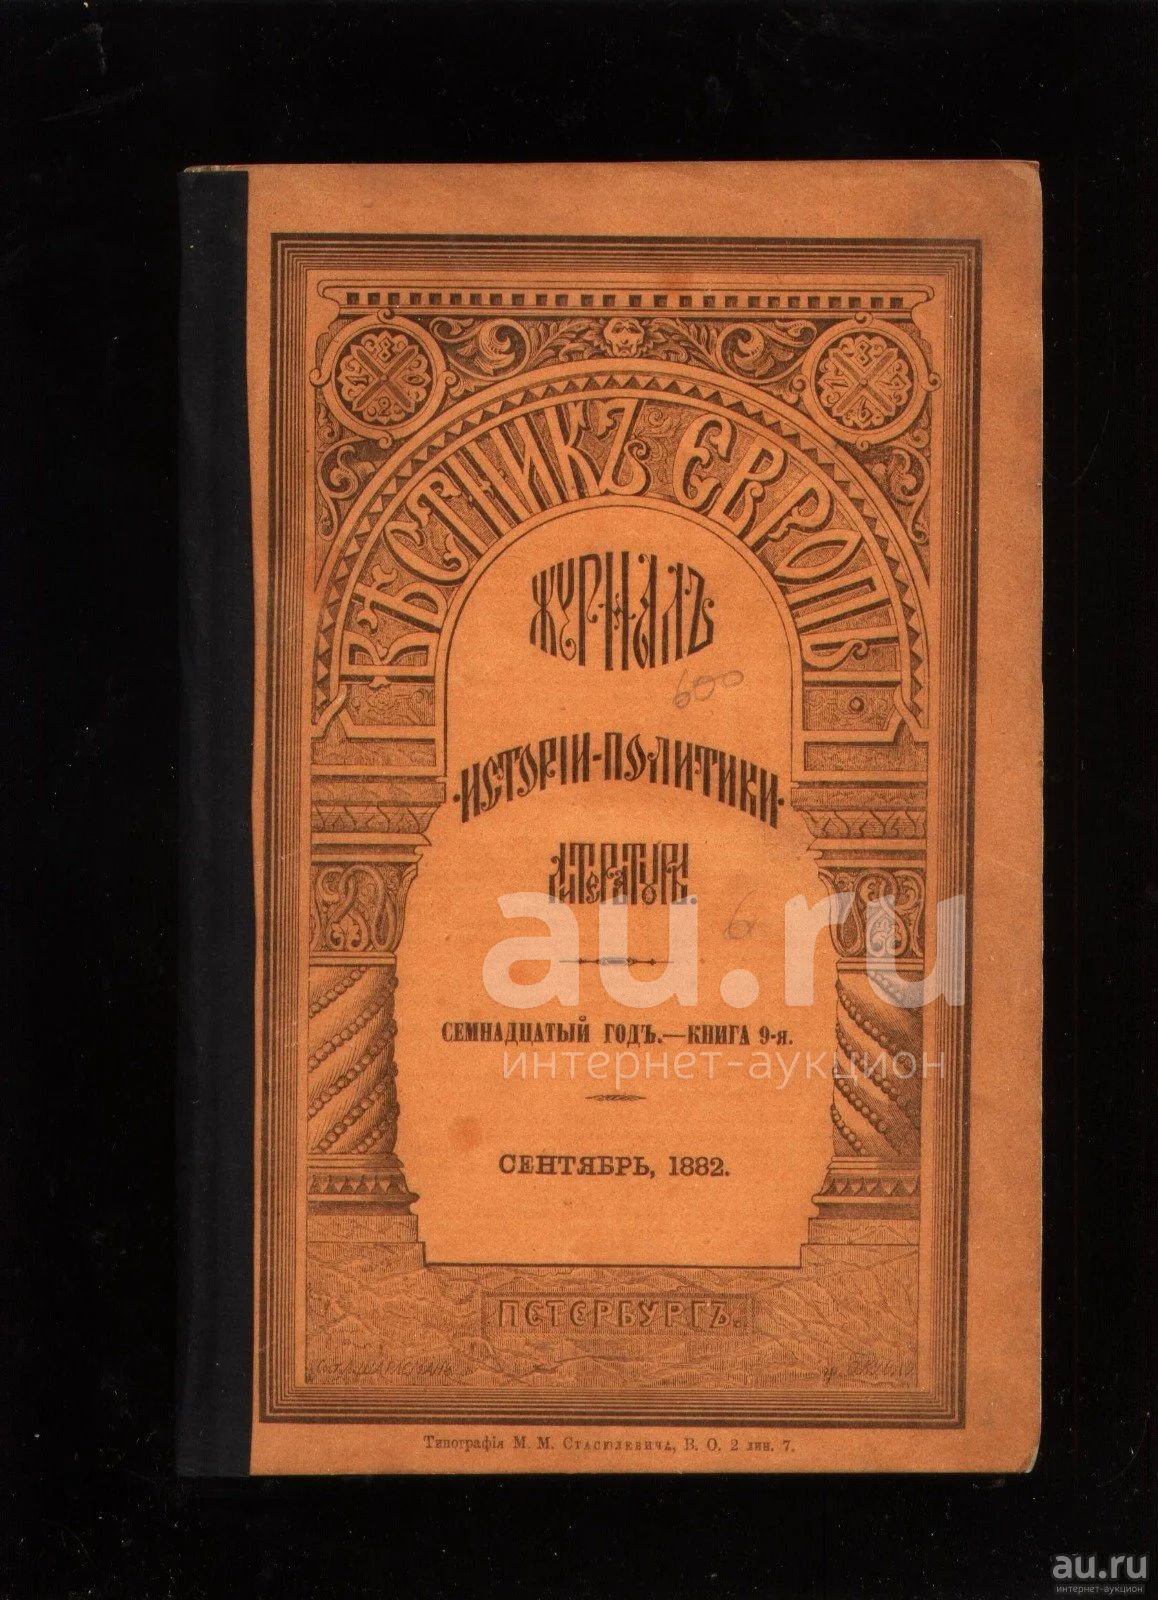 ВѢСТНИКЪ ЕВРОПЫ
ЖУРНАЛЪ
600
ИСТОРІИ-ПОЛИТИКИ
ЛИТЕРАТУРЫ.
au.ru
СЕМНАДЦАТЫЙ ГОДЪ.—КНИГА 9-я.
интернет-аукцион
СЕНТЯБРЬ, 1882.
ПЕТЕРБУРГЪ.
Типографія М. М. Стасюлевича, В. О. 2 лин. 7.
au.ru
интернет-аукцион